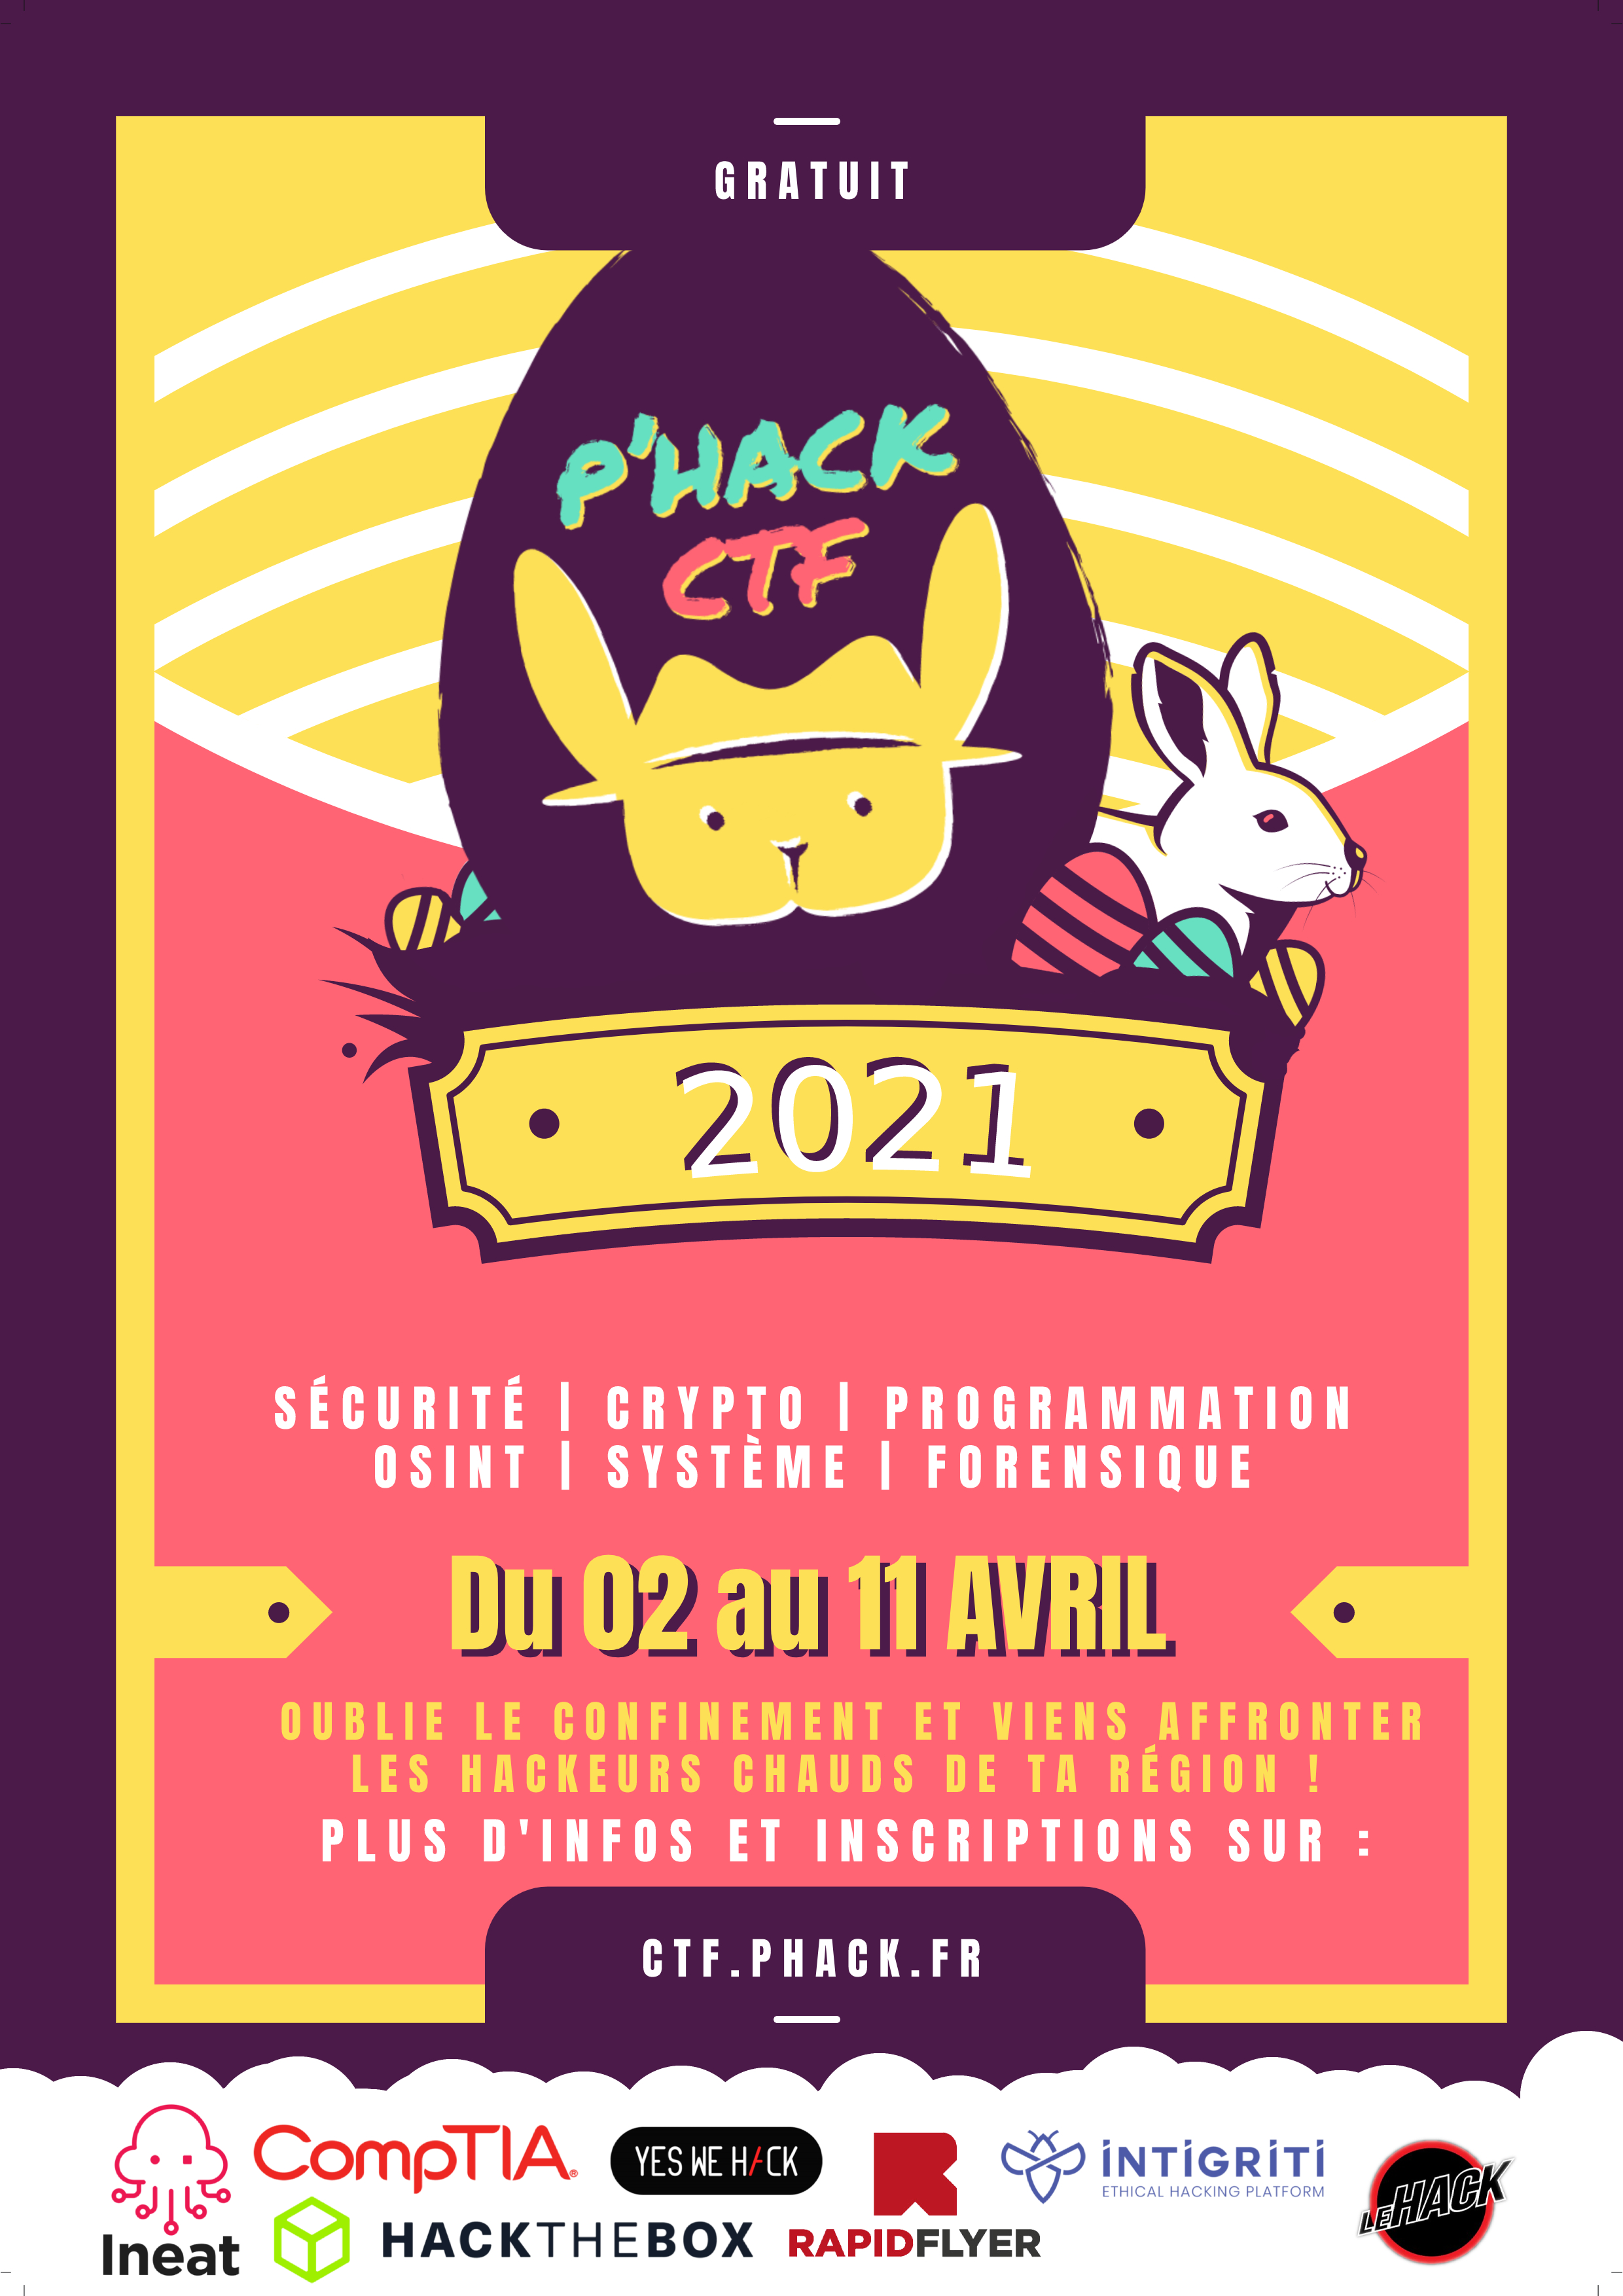 GRATUIT
P'HACK
CTF
2021
SÉCURITÉ | CRYPTO | PROGRAMMATION
OSINT | SYSTÈME | FORENSIQUE
Du 02 au 11 AVRIL
OUBLIE LE CONFINEMENT ET VIENS AFFRONTER
LES HACKEURS CHAUDS DE TA RÉGION !
PLUS D'INFOS ET INSCRIPTIONS SUR :
CTF.PHACK.FR
Ineat
CompTIA®
YES WE H/CK
INTIGRITI
ETHICAL HACKING PLATFORM
HACKTHEBOX
RAPIDFLYER
LEHACK